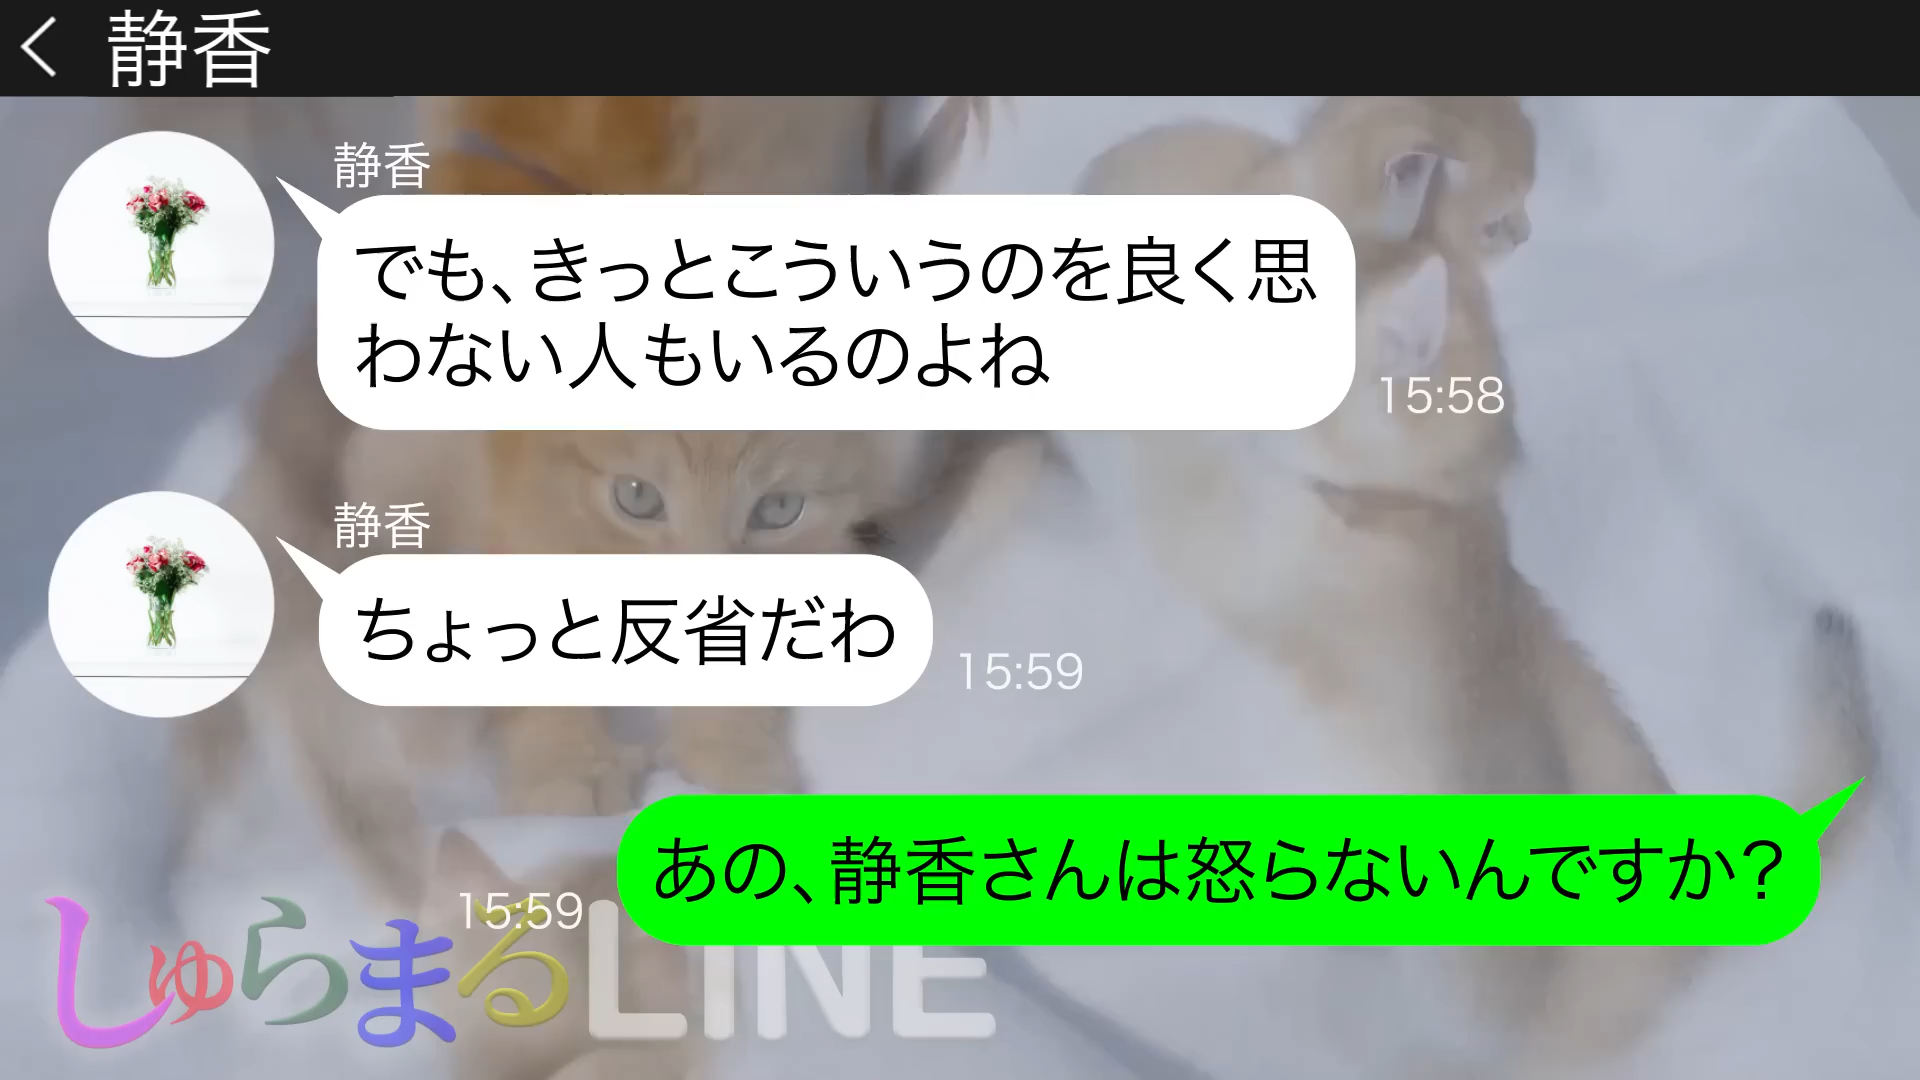 静香
静香
でも、きっとこういうのを良く思
わない人もいるのよね
15:58
静香
ちょっと反省だわ
15:59
あの、静香さんは怒らないんですか？
15:59
しゅらまるLINE